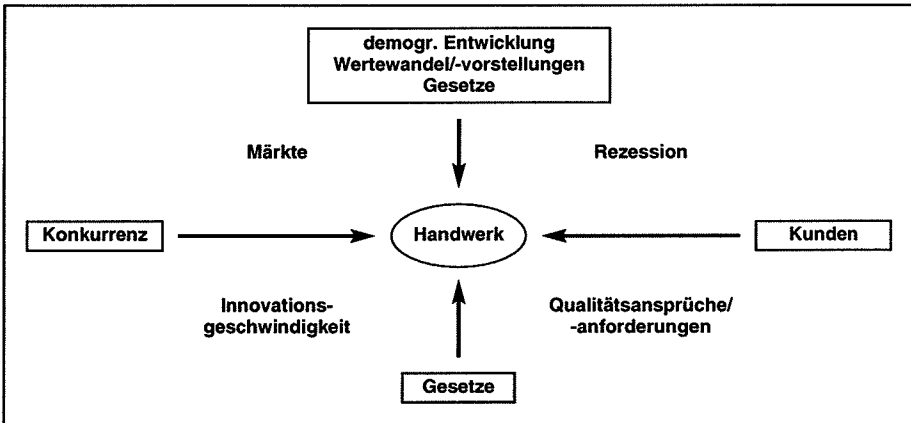 demogr. Entwicklung
Wertewandel/-vorstellungen
Gesetze
Märkte
Rezession
Konkurrenz
Handwerk
Kunden
Innovations-
geschwindigkeit
Qualitätsansprüche/
-anforderungen
Gesetze